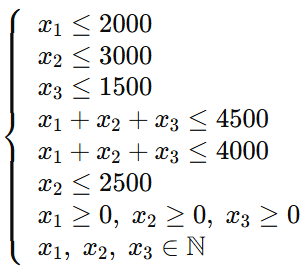 x₁ ≤ 2000
x₂ ≤ 3000
x₃ ≤ 1500
x₁ + x₂ + x₃ ≤ 4500
x₁ + x₂ + x₃ ≤ 4000
x₂ ≤ 2500
x₁ ≥ 0, x₂ ≥ 0, x₃ ≥ 0
x₁, x₂, x₃ ∈ ℕ